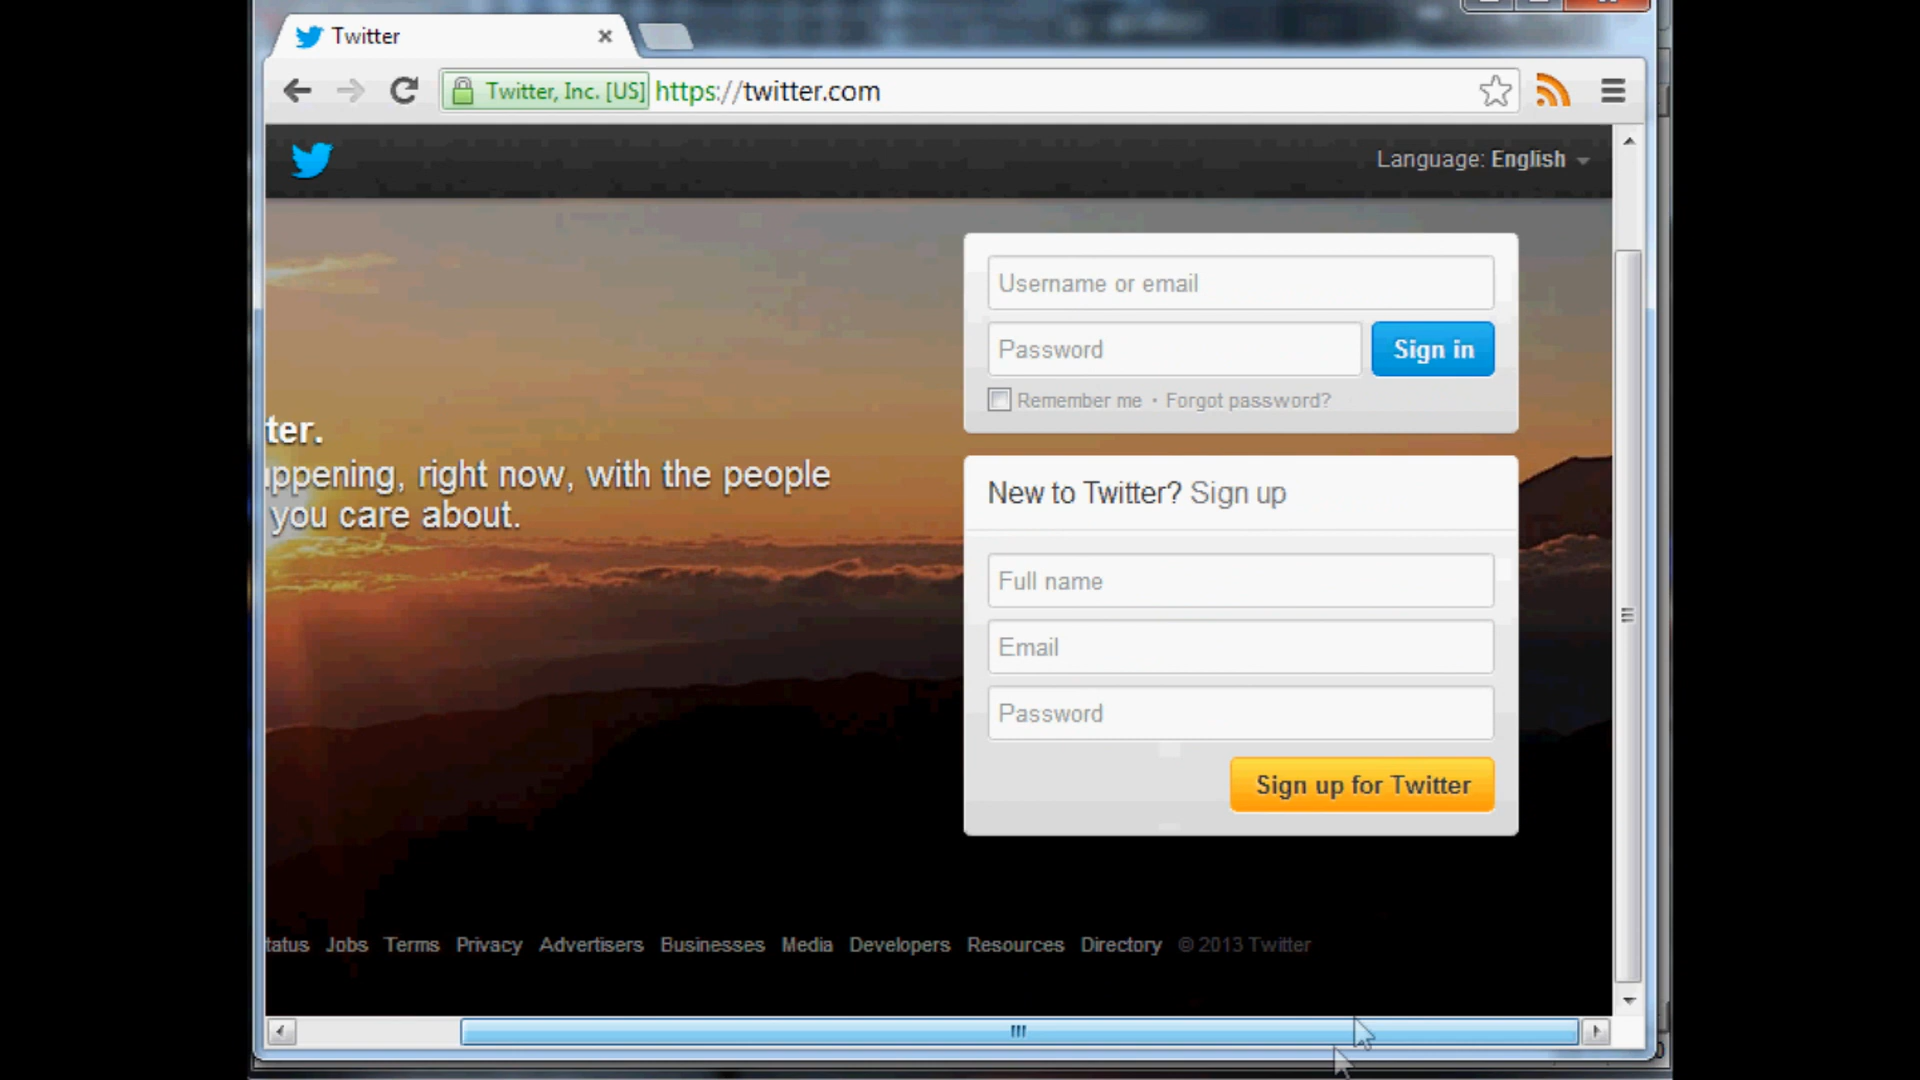 Twitter
Twitter, Inc. [US] https://twitter.com
Language: English
Username or email
Password
Sign in
Remember me · Forgot password?
ter.
ppening, right now, with the people
you care about.
New to Twitter? Sign up
Full name
Email
Password
Sign up for Twitter
tatus Jobs Terms Privacy Advertisers Businesses Media Developers Resources Directory © 2013 Twitter